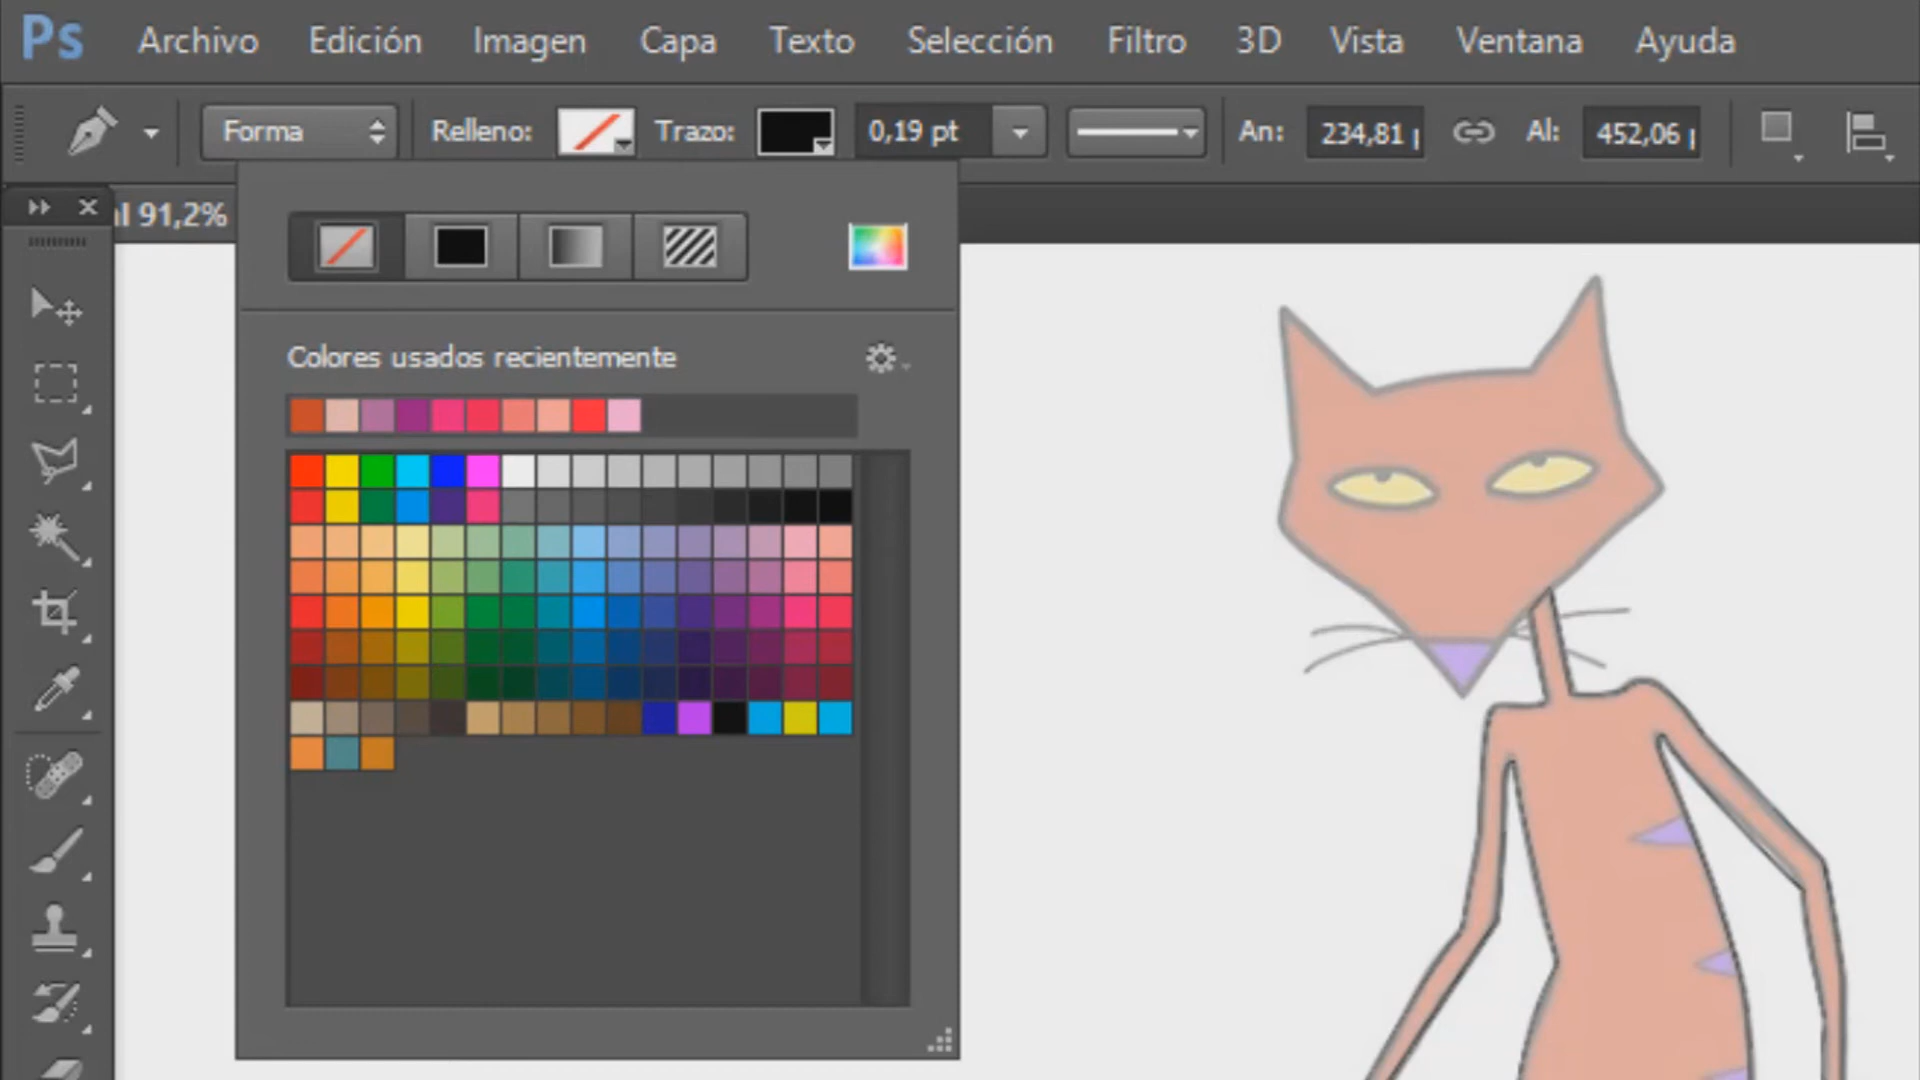 Ps Archivo Edición Imagen Capa Texto Selección Filtro 3D Vista Ventana Ayuda
Forma Relleno: Trazo: 0,19 pt An: 234,81 Al: 452,06
al 91,2%
Colores usados recientemente